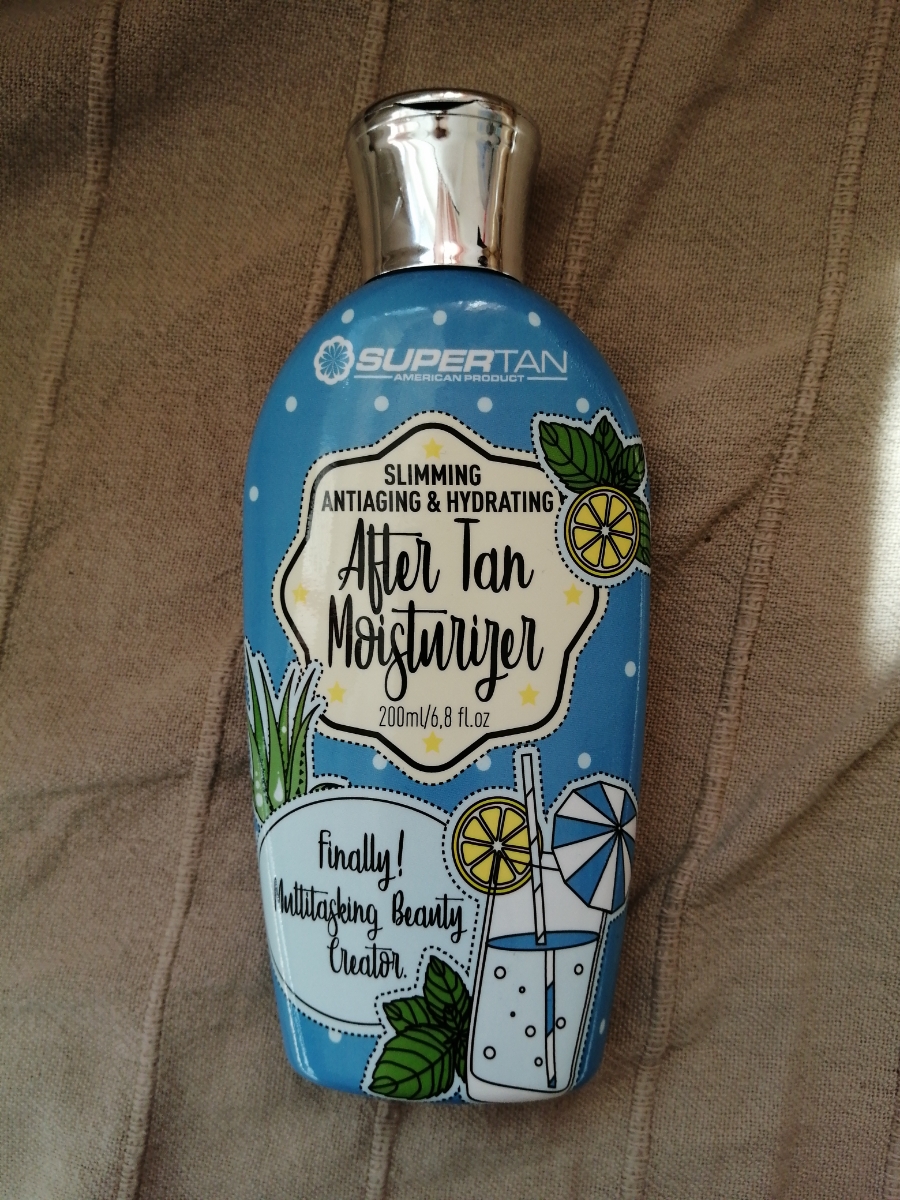 SUPERTAN
AMERICAN PRODUCT
SLIMMING
ANTIAGING & HYDRATING
After Tan
Moisturizer
200ml/6,8 fl.oz
Finally!
Multitasking Beauty
Creator.